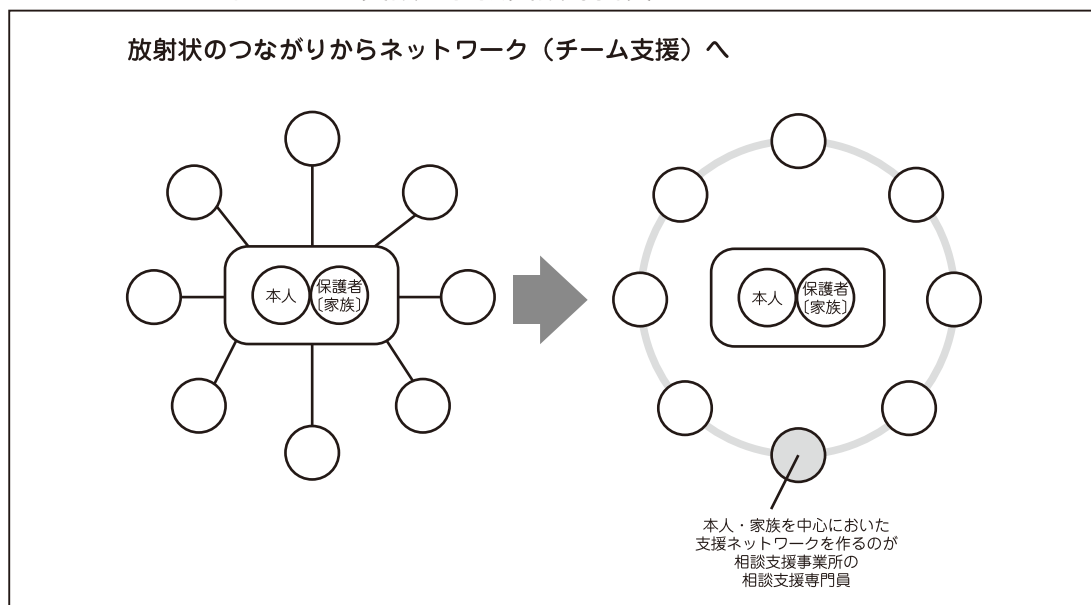 放射状のつながりからネットワーク（チーム支援）へ
本人
保護者
〔家族〕
本人
保護者
〔家族〕
本人・家族を中心においた
支援ネットワークを作るのが
相談支援事業所の
相談支援専門員